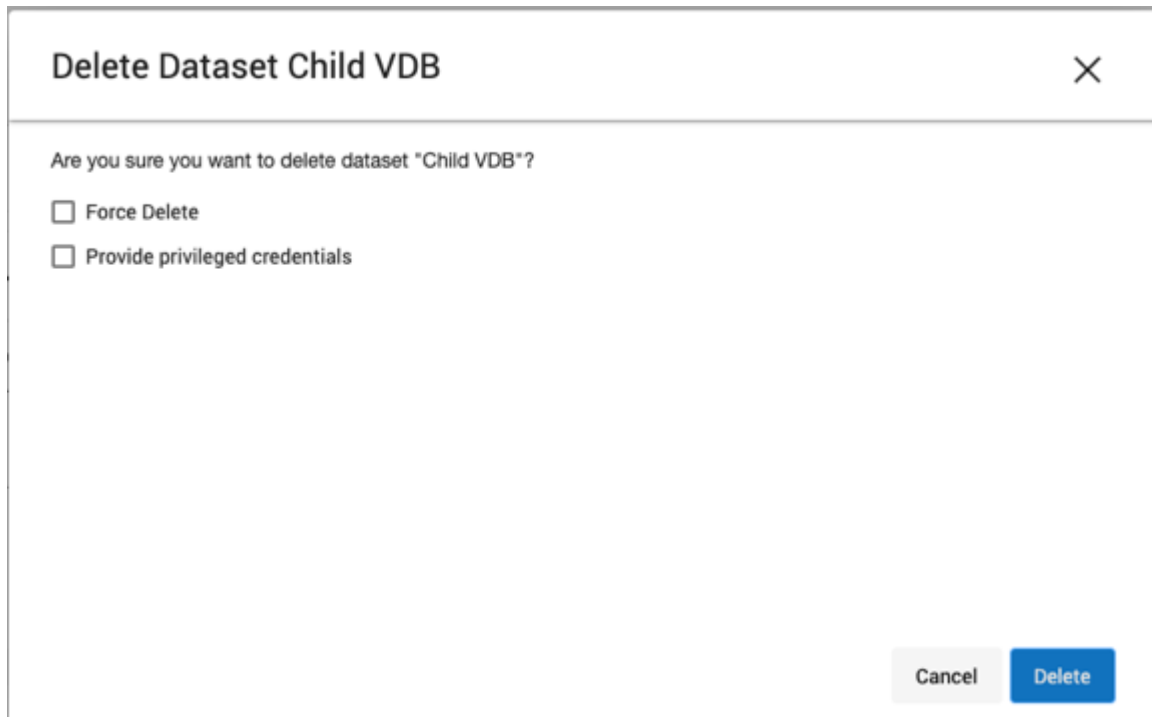 Delete Dataset Child VDB
Are you sure you want to delete dataset "Child VDB"?
Force Delete
Provide privileged credentials
Cancel
Delete